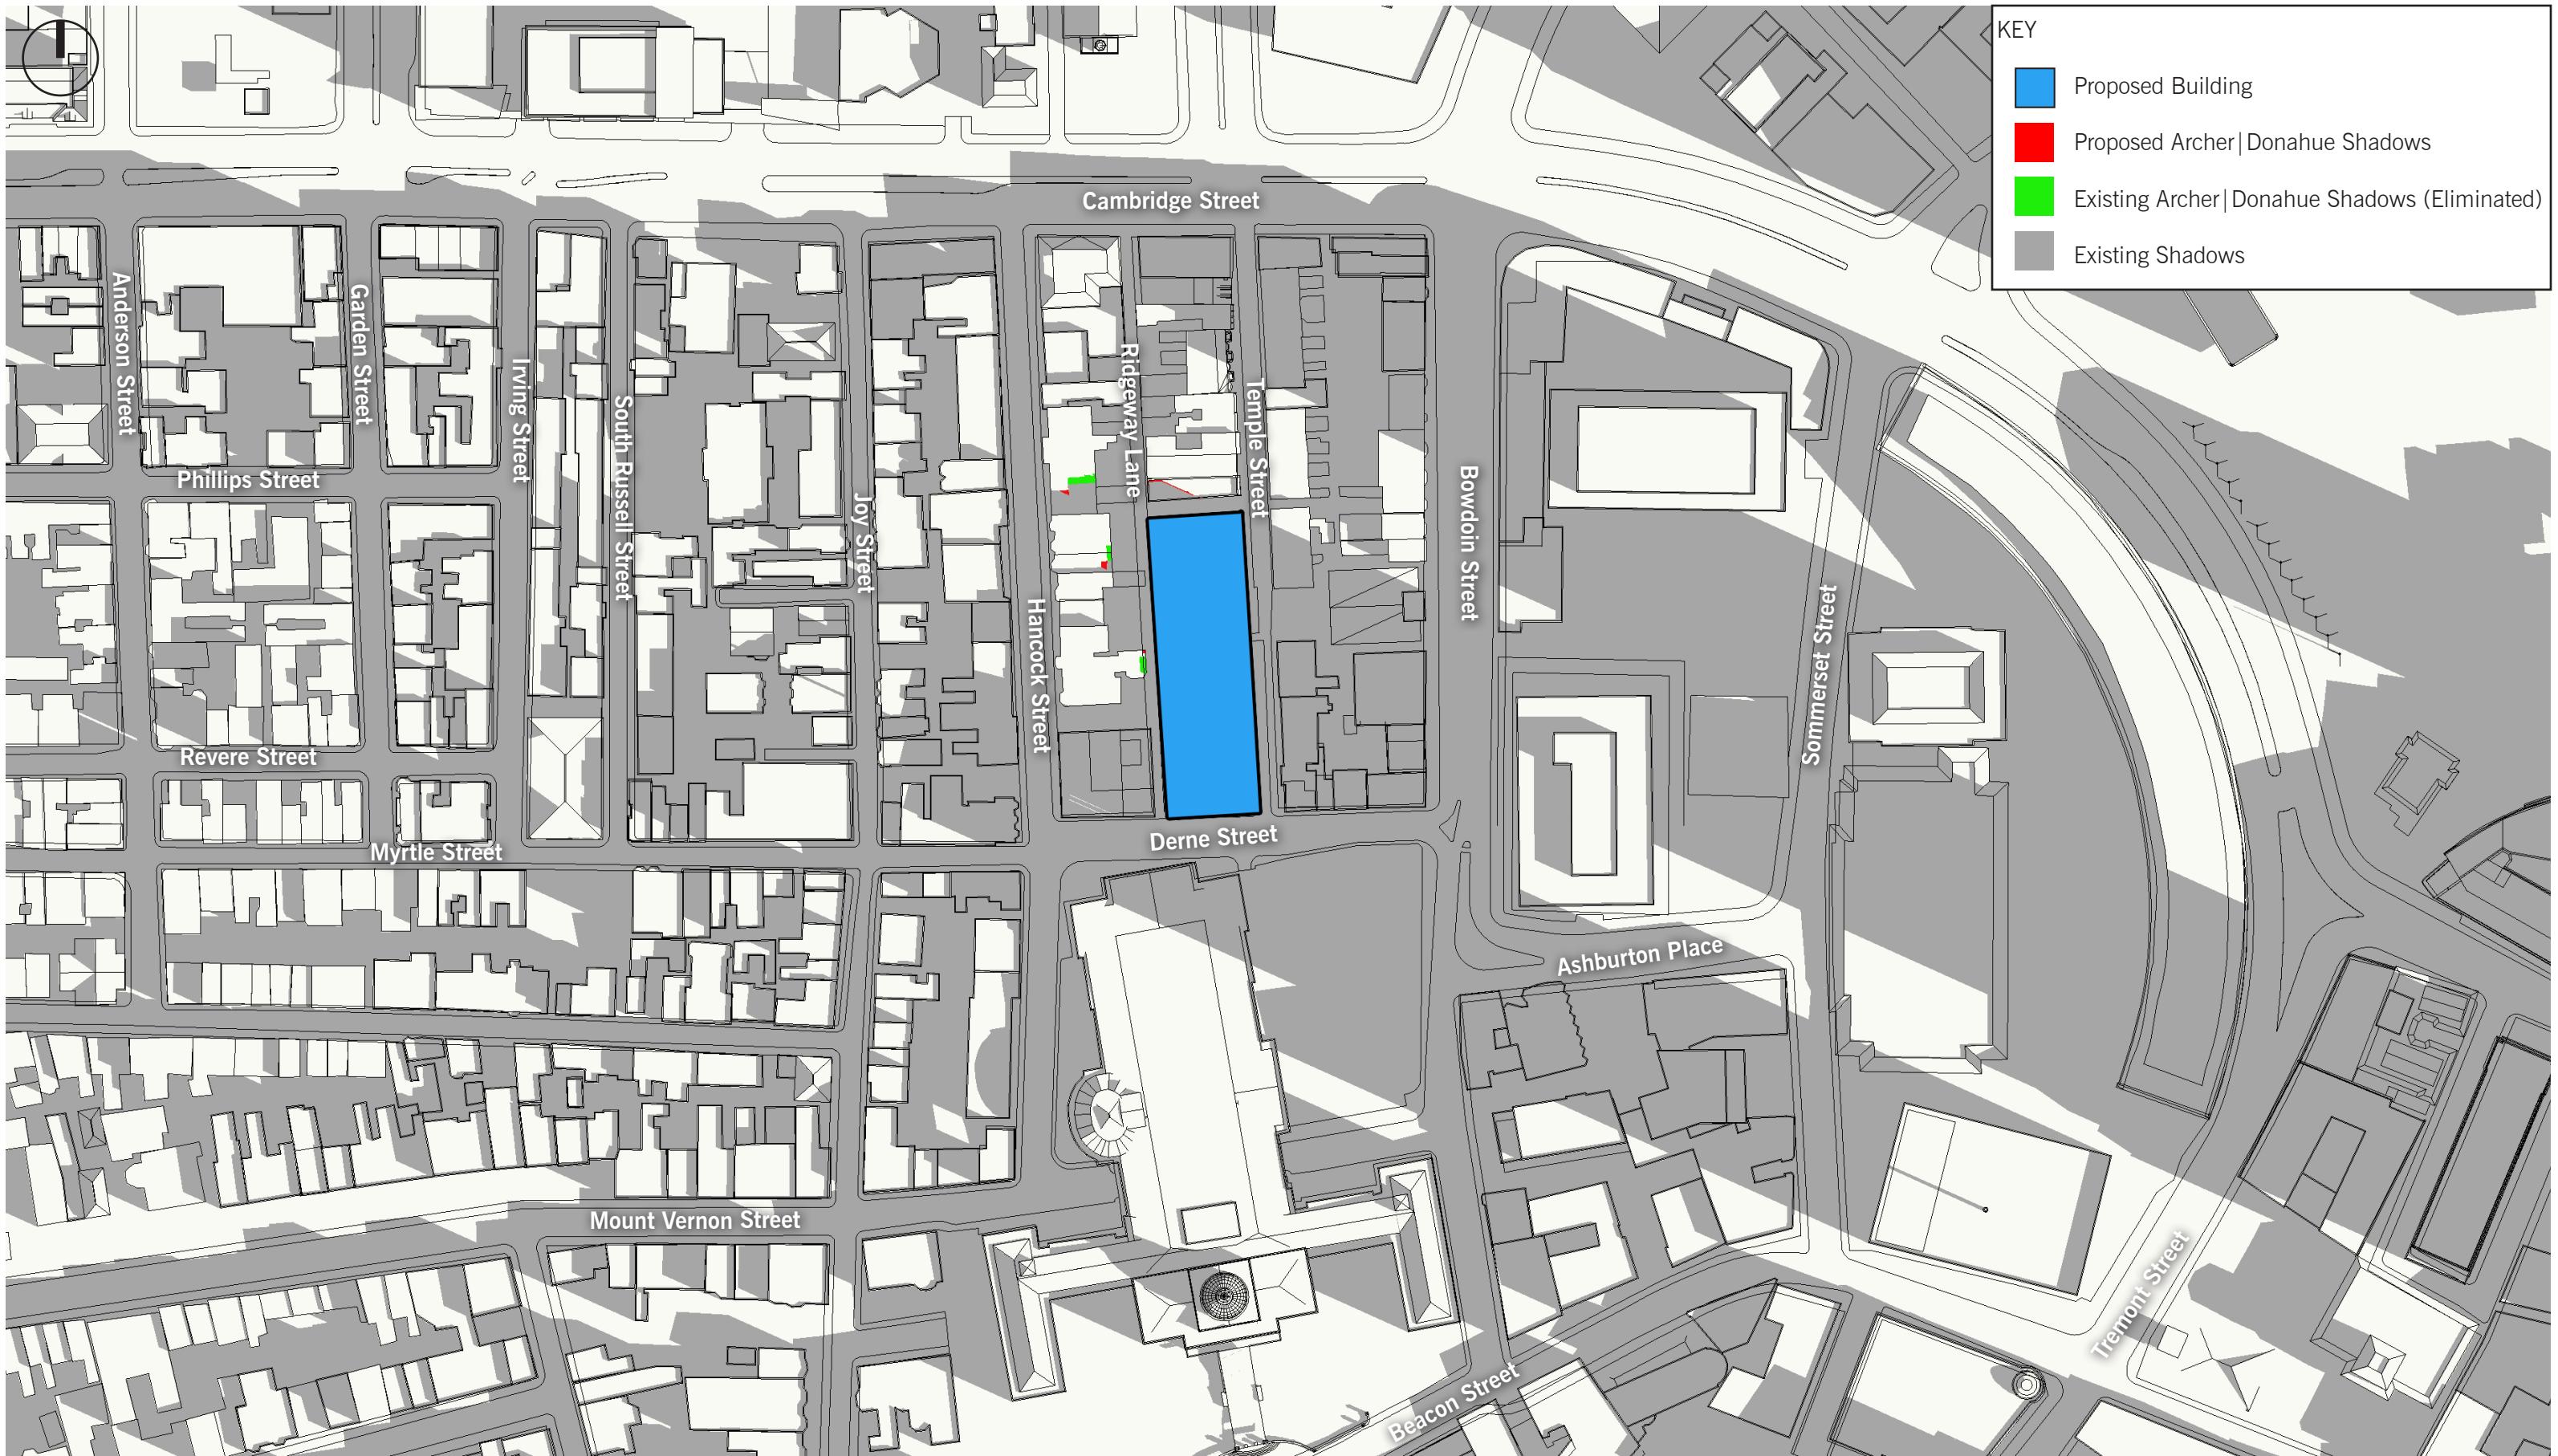 KEY
Proposed Building
Proposed Archer|Donahue Shadows
Existing Archer|Donahue Shadows (Eliminated)
Existing Shadows
Cambridge Street
Anderson Street
Garden Street
Irving Street
South Russell Street
Joy Street
Hancock Street
Ridgeway Lane
Temple Street
Bowdoin Street
Sommerset Street
Phillips Street
Revere Street
Myrtle Street
Derne Street
Ashburton Place
Mount Vernon Street
Beacon Street
Tremont Street